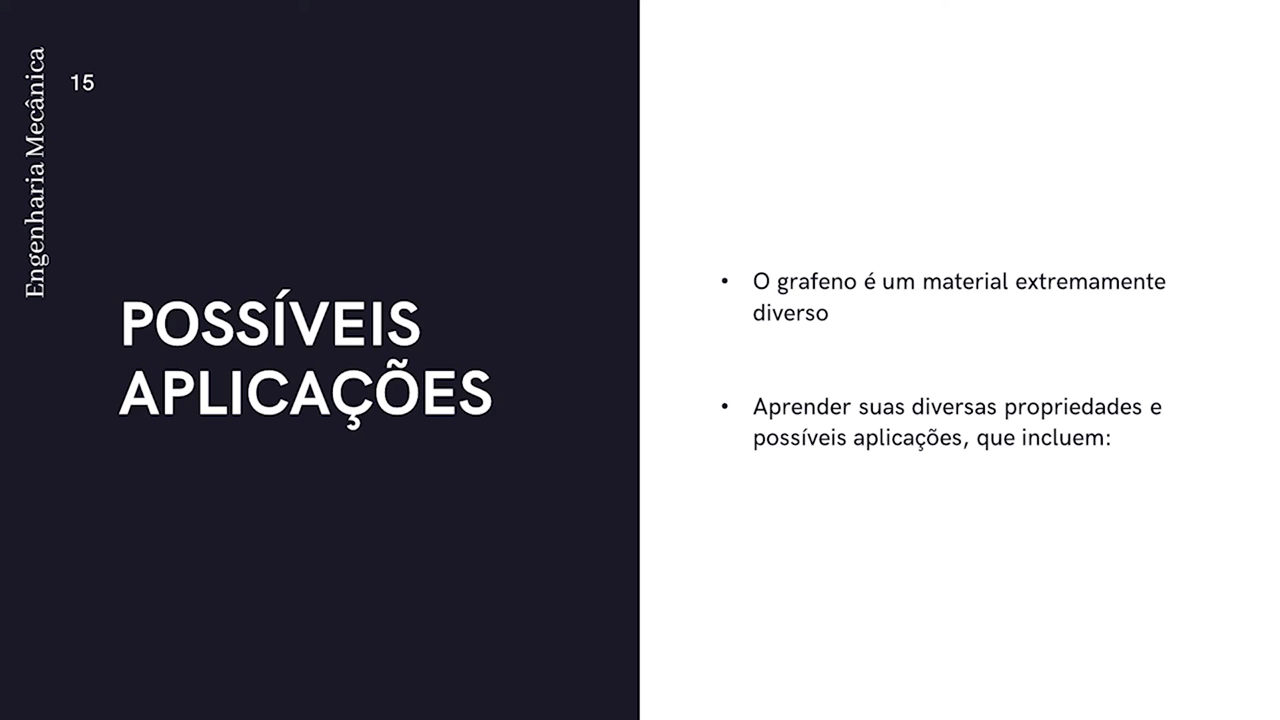 Engenharia Mecânica
15
POSSÍVEIS
APLICAÇÕES
• O grafeno é um material extremamente
diverso
• Aprender suas diversas propriedades e
possíveis aplicações, que incluem: